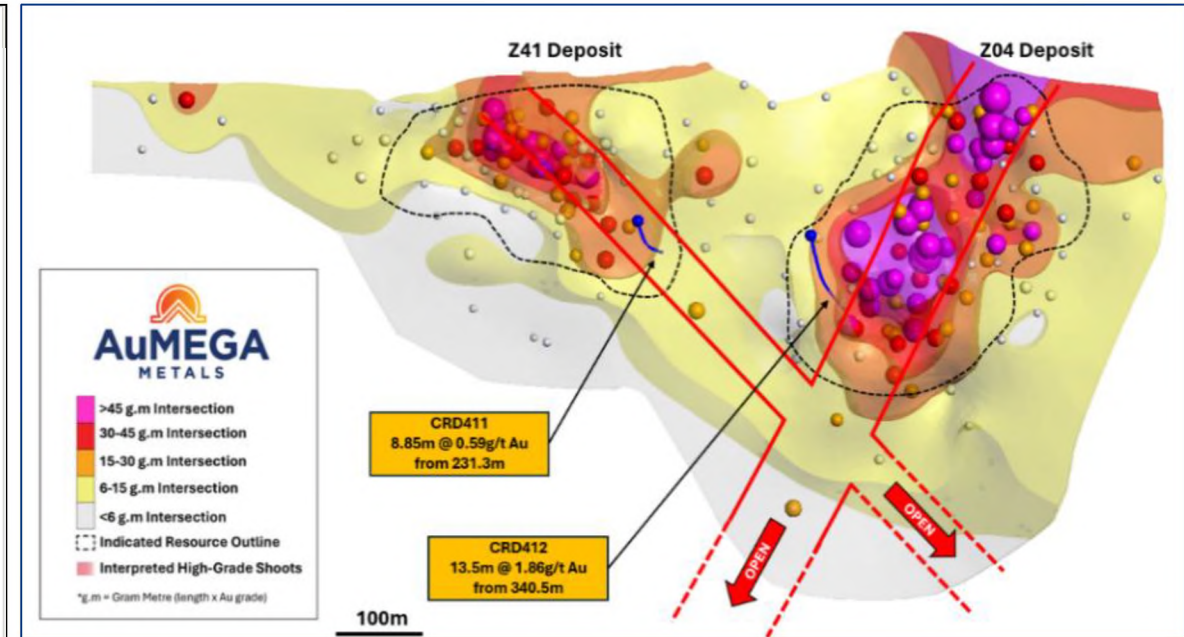 Z41 Deposit
Z04 Deposit
AuMEGA
METALS
>45 g.m Intersection
30-45 g.m Intersection
15-30 g.m Intersection
6-15 g.m Intersection
<6 g.m Intersection
Indicated Resource Outline
Interpreted High-Grade Shoots
*g.m = Gram Metre (length x Au grade)
CRD411
8.85m @ 0.59g/t Au
from 231.3m
CRD412
13.5m @ 1.86g/t Au
from 340.5m
OPEN
OPEN
100m